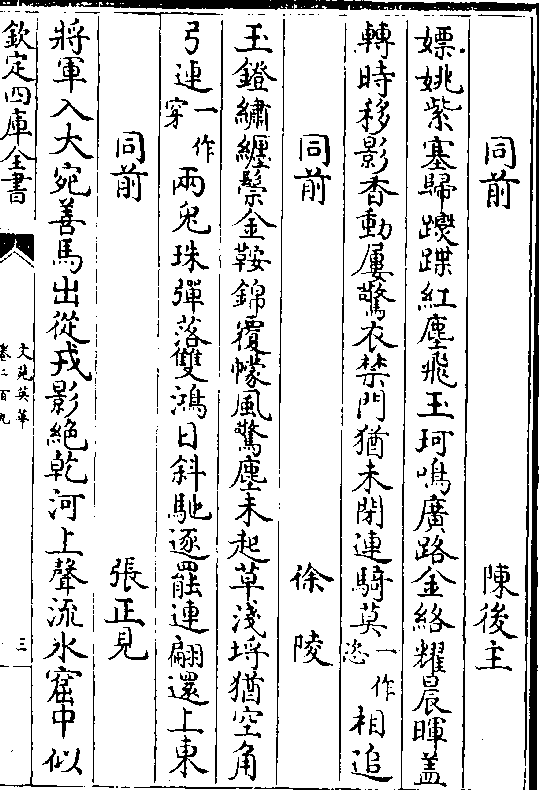 同前　陳後主
嫖姚紫塞歸蹀躞紅塵飛玉珂鳴廣路金絡耀晨暉盖
轉時移影香動屢驚衣禁門猶未閉連騎莫一作恣相追
同前　徐陵
玉鐙繡纏鬃金鞍錦覆幪風驚塵未起草淺埒猶空角
弓連一作穿兩兔珠彈落雙鴻日斜馳逐罷連翩還上東
同前　張正見
將軍入大宛善馬出從戎影絶乾河上聲流水窟中似
欽定四庫全書
文苑英華
卷二百九
三